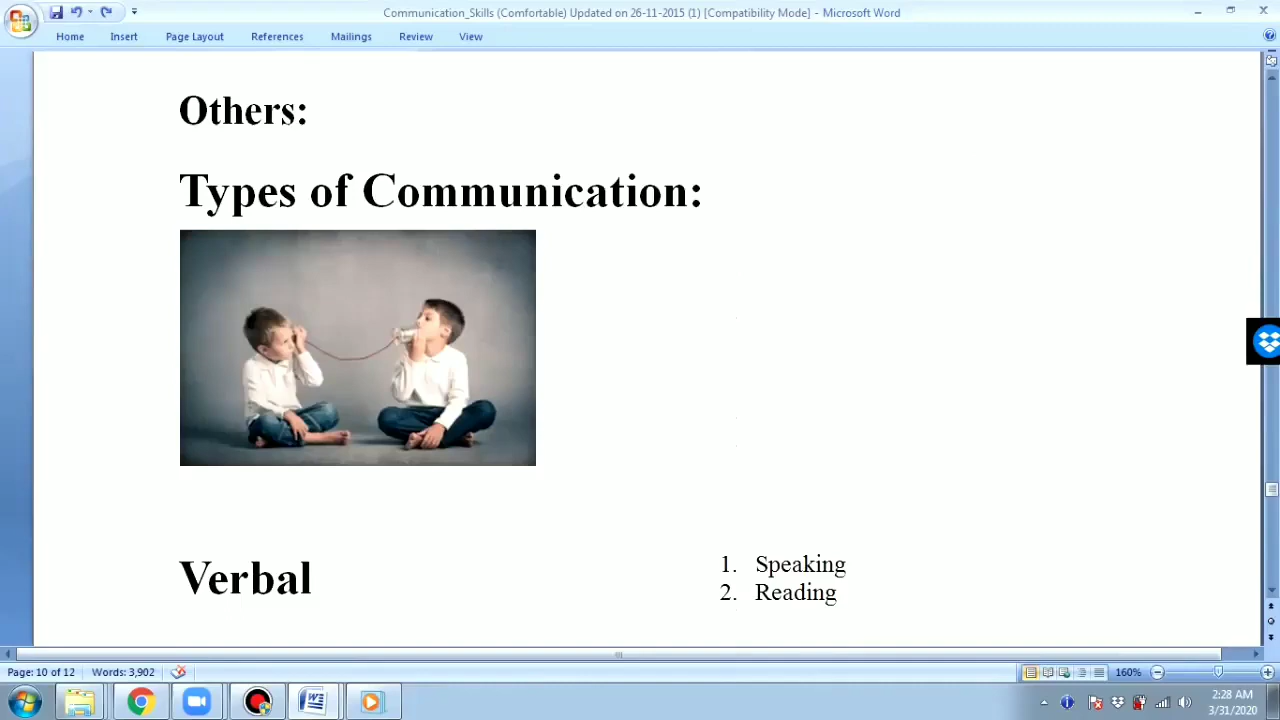 Communication_Skills (Comfortable) Updated on 26-11-2015 (1) [Compatibility Mode] - Microsoft Word
Home Insert Page Layout References Mailings Review View
Others:
Types of Communication:
Verbal
1. Speaking
2. Reading
Page: 10 of 12 Words: 3,902 160%
2:28 AM
3/31/2020